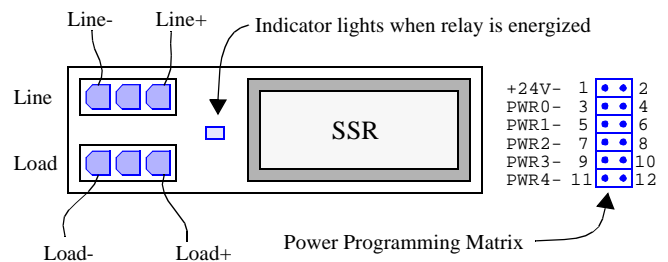 Line- Line+ Indicator lights when relay is energized
Line
SSR
Load
+24V- 1 2
PWR0- 3 4
PWR1- 5 6
PWR2- 7 8
PWR3- 9 10
PWR4- 11 12
Load- Load+ Power Programming Matrix